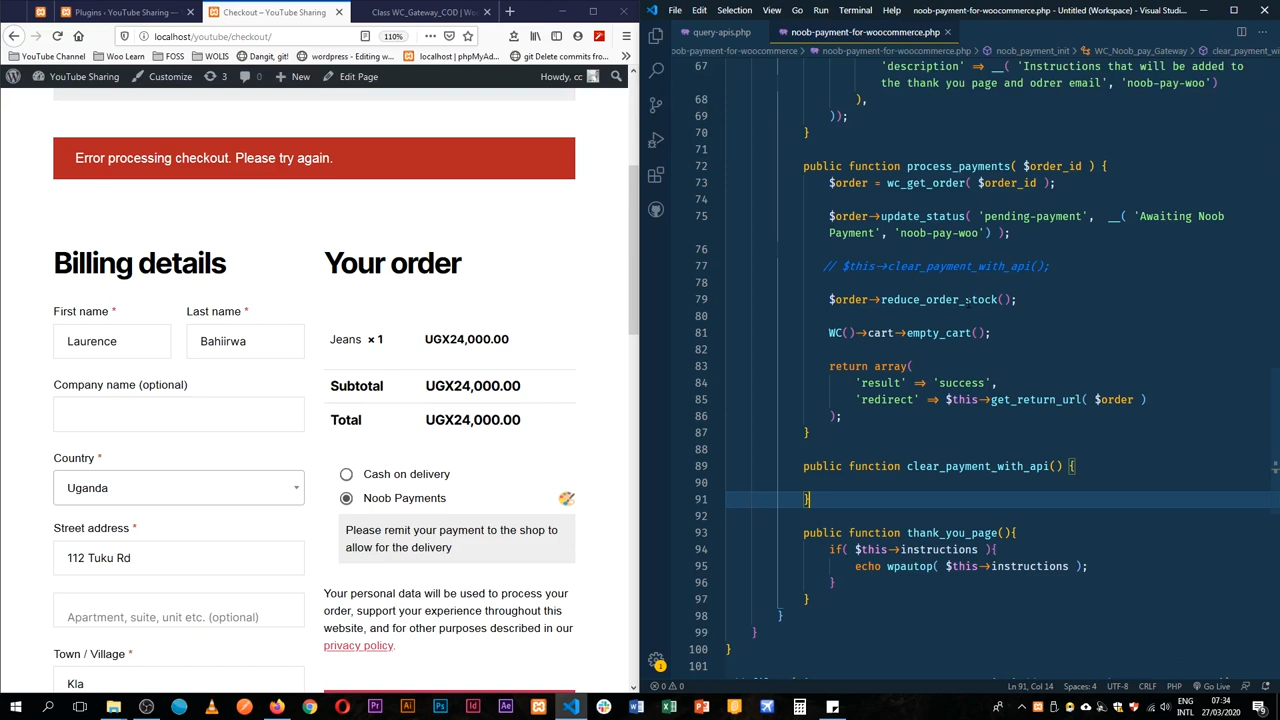 Plugins ‹ YouTube Sharing —
Checkout – YouTube Sharing
Class WC_Gateway_COD | Wo
File Edit Selection View Go Run Terminal Help
noob-payment-for-woocommerce.php - Untitled (Workspace) - Visual Studi...
localhost/youtube/checkout/
110%
query-apis.php
noob-payment-for-woocommerce.php
YouTube Channel
Woo Learn
FOSS
WOLIS
Dangit, git!
wordpress - Editing w...
localhost | phpMyAd...
git Delete commits fro...
noob-payment-for-woocommerce
noob-payment-for-woocommerce.php
noob_payment_init
WC_Noob_pay_Gateway
clear_payment_w
YouTube Sharing
Customize
3
0
New
Edit Page
Howdy, cc
Error processing checkout. Please try again.
Billing details
First name *
Last name *
Laurence
Bahiirwa
Company name (optional)
Country *
Uganda
Street address *
112 Tuku Rd
Apartment, suite, unit etc. (optional)
Town / Village *
Kla
Your order
Jeans × 1
UGX24,000.00
Subtotal
UGX24,000.00
Total
UGX24,000.00
Cash on delivery
Noob Payments
Please remit your payment to the shop to
allow for the delivery
Your personal data will be used to process your
order, support your experience throughout this
website, and for other purposes described in our
privacy policy.
67 'description' => __( 'Instructions that will be added to
the thank you page and odrer email', 'noob-pay-woo')
68 ),
69 ));
70 }
71
72 public function process_payments( $order_id ) {
73 $order = wc_get_order( $order_id );
74
75 $order->update_status( 'pending-payment', __( 'Awaiting Noob
Payment', 'noob-pay-woo') );
76
77 // $this->clear_payment_with_api();
78
79 $order->reduce_order_stock();
80
81 WC()->cart->empty_cart();
82
83 return array(
84 'result' => 'success',
85 'redirect' => $this->get_return_url( $order )
86 );
87 }
88
89 public function clear_payment_with_api() {
90
91 }
92
93 public function thank_you_page(){
94 if( $this->instructions ){
95 echo wpautop( $this->instructions );
96 }
97 }
98 }
99 }
100 }
101
1
0 0
Ln 91, Col 14
Spaces: 4
UTF-8
CRLF
PHP
Go Live
ENG
INTL
07:34
27/03/2020